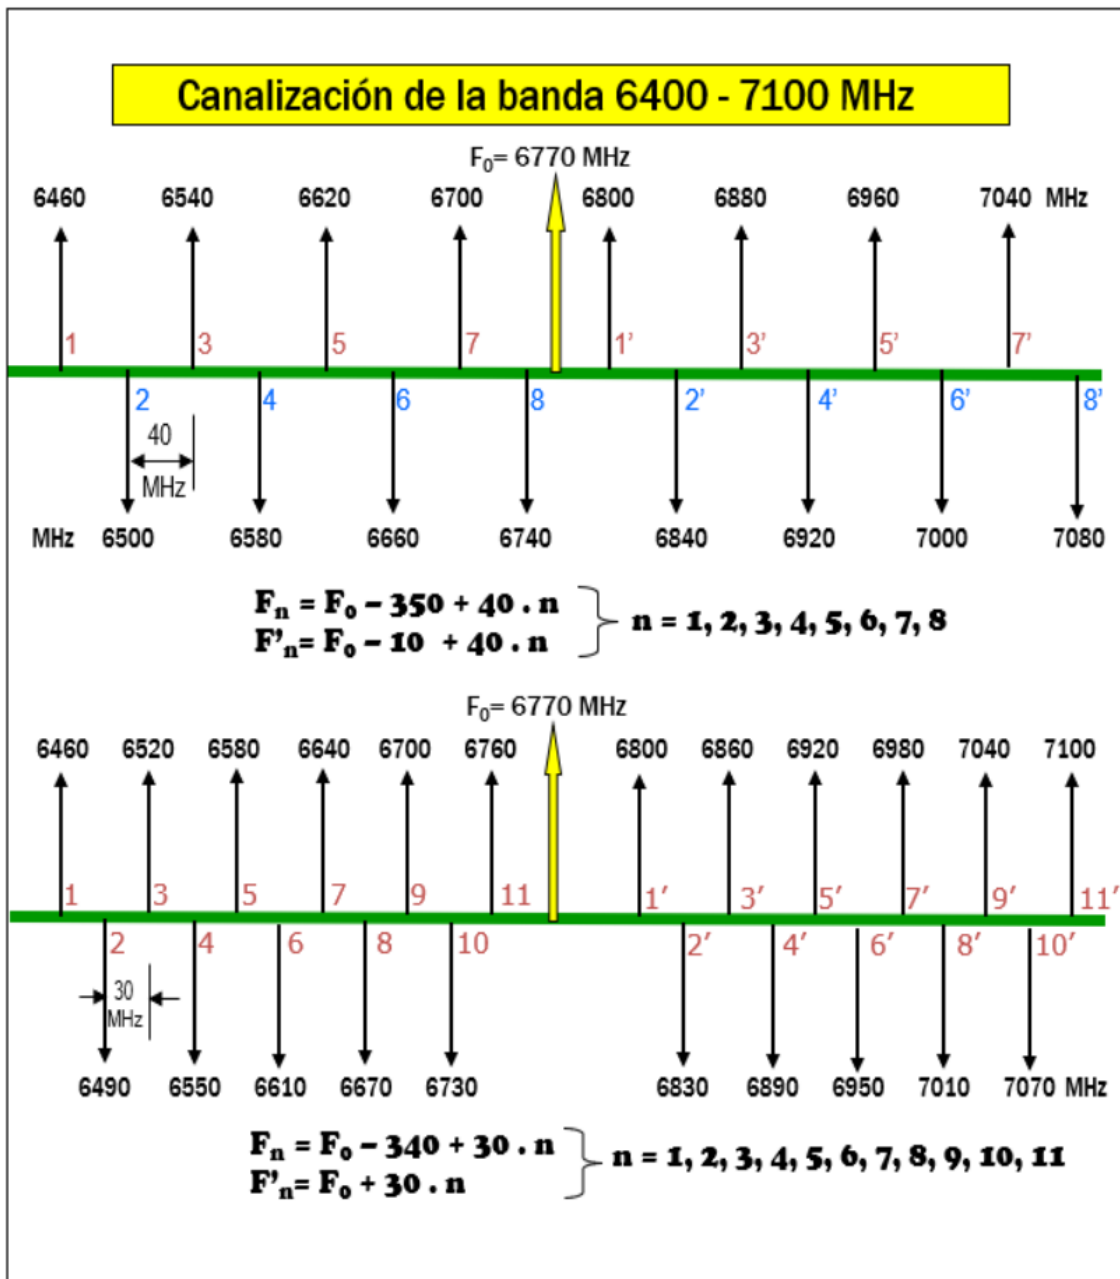 Canalización de la banda 6400 - 7100 MHz
F₀= 6770 MHz
6460 6540 6620 6700 6800 6880 6960 7040 MHz
1 3 5 7 1' 3' 5' 7'
2 4 6 8 2' 4' 6' 8'
40
MHz
MHz 6500 6580 6660 6740 6840 6920 7000 7080
Fₙ = F₀ – 350 + 40 . n
F'ₙ= F₀ – 10 + 40 . n
n = 1, 2, 3, 4, 5, 6, 7, 8
F₀= 6770 MHz
6460 6520 6580 6640 6700 6760 6800 6860 6920 6980 7040 7100
1 3 5 7 9 11 1' 3' 5' 7' 9' 11'
2 4 6 8 10 2' 4' 6' 8' 10'
30
MHz
6490 6550 6610 6670 6730 6830 6890 6950 7010 7070 MHz
Fₙ = F₀ – 340 + 30 . n
F'ₙ= F₀ + 30 . n
n = 1, 2, 3, 4, 5, 6, 7, 8, 9, 10, 11